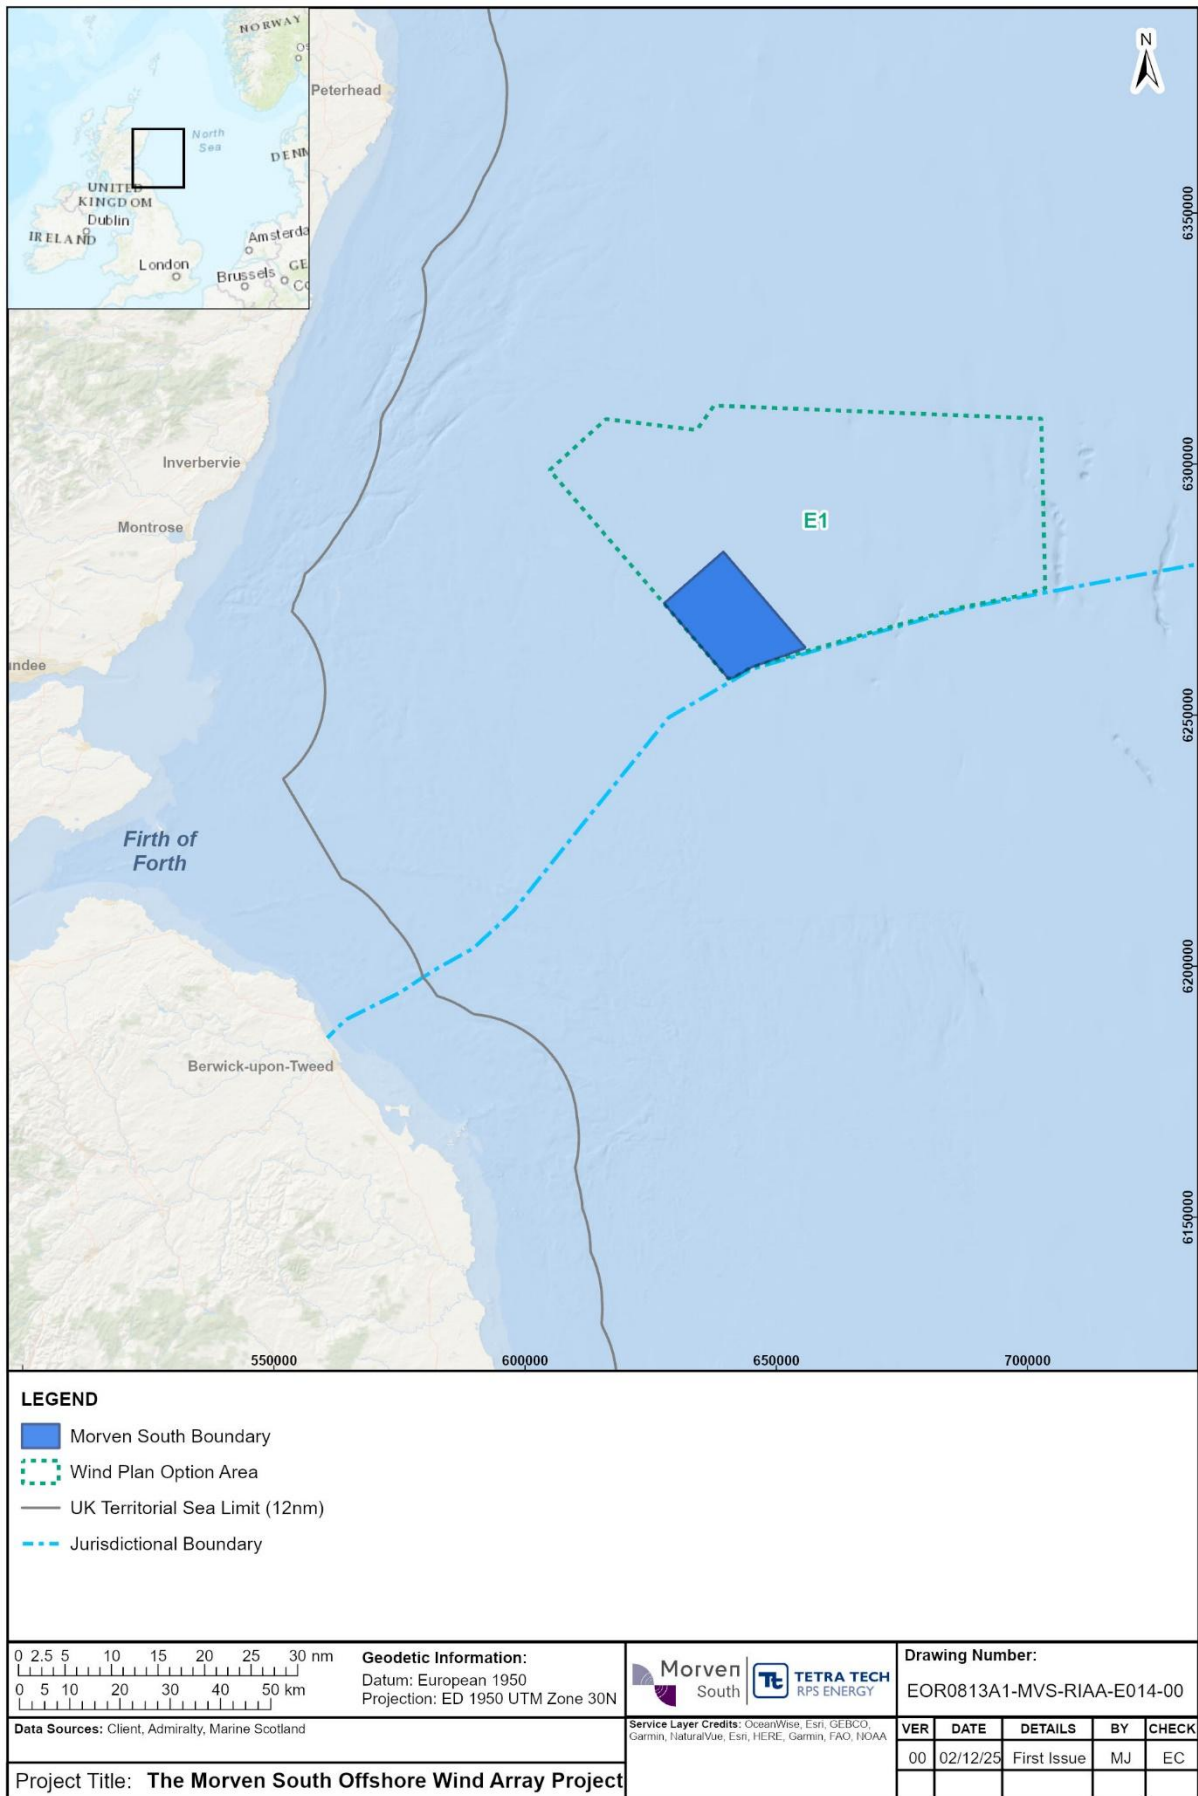 NORWAY
Os
North
Sea
DENM
UNITED
KINGDOM
Dublin
IRELAND
Amsterda
London
Brussels
GE
Co
N
Peterhead
6350000
Inverbervie
6300000
Montrose
E1
undee
6250000
Firth of
Forth
6200000
Berwick-upon-Tweed
6150000
550000 600000 650000 700000
LEGEND
Morven South Boundary
Wind Plan Option Area
UK Territorial Sea Limit (12nm)
Jurisdictional Boundary
0 2.5 5 10 15 20 25 30 nm
0 5 10 20 30 40 50 km
Geodetic Information:
Datum: European 1950
Projection: ED 1950 UTM Zone 30N
Morven
South
Tt TETRA TECH
RPS ENERGY
Drawing Number:
EOR0813A1-MVS-RIAA-E014-00
Data Sources: Client, Admiralty, Marine Scotland
Service Layer Credits: OceanWise, Esri, GEBCO,
Garmin, NaturalVue, Esri, HERE, Garmin, FAO, NOAA
VER DATE DETAILS BY CHECK
00 02/12/25 First Issue MJ EC
Project Title: The Morven South Offshore Wind Array Project